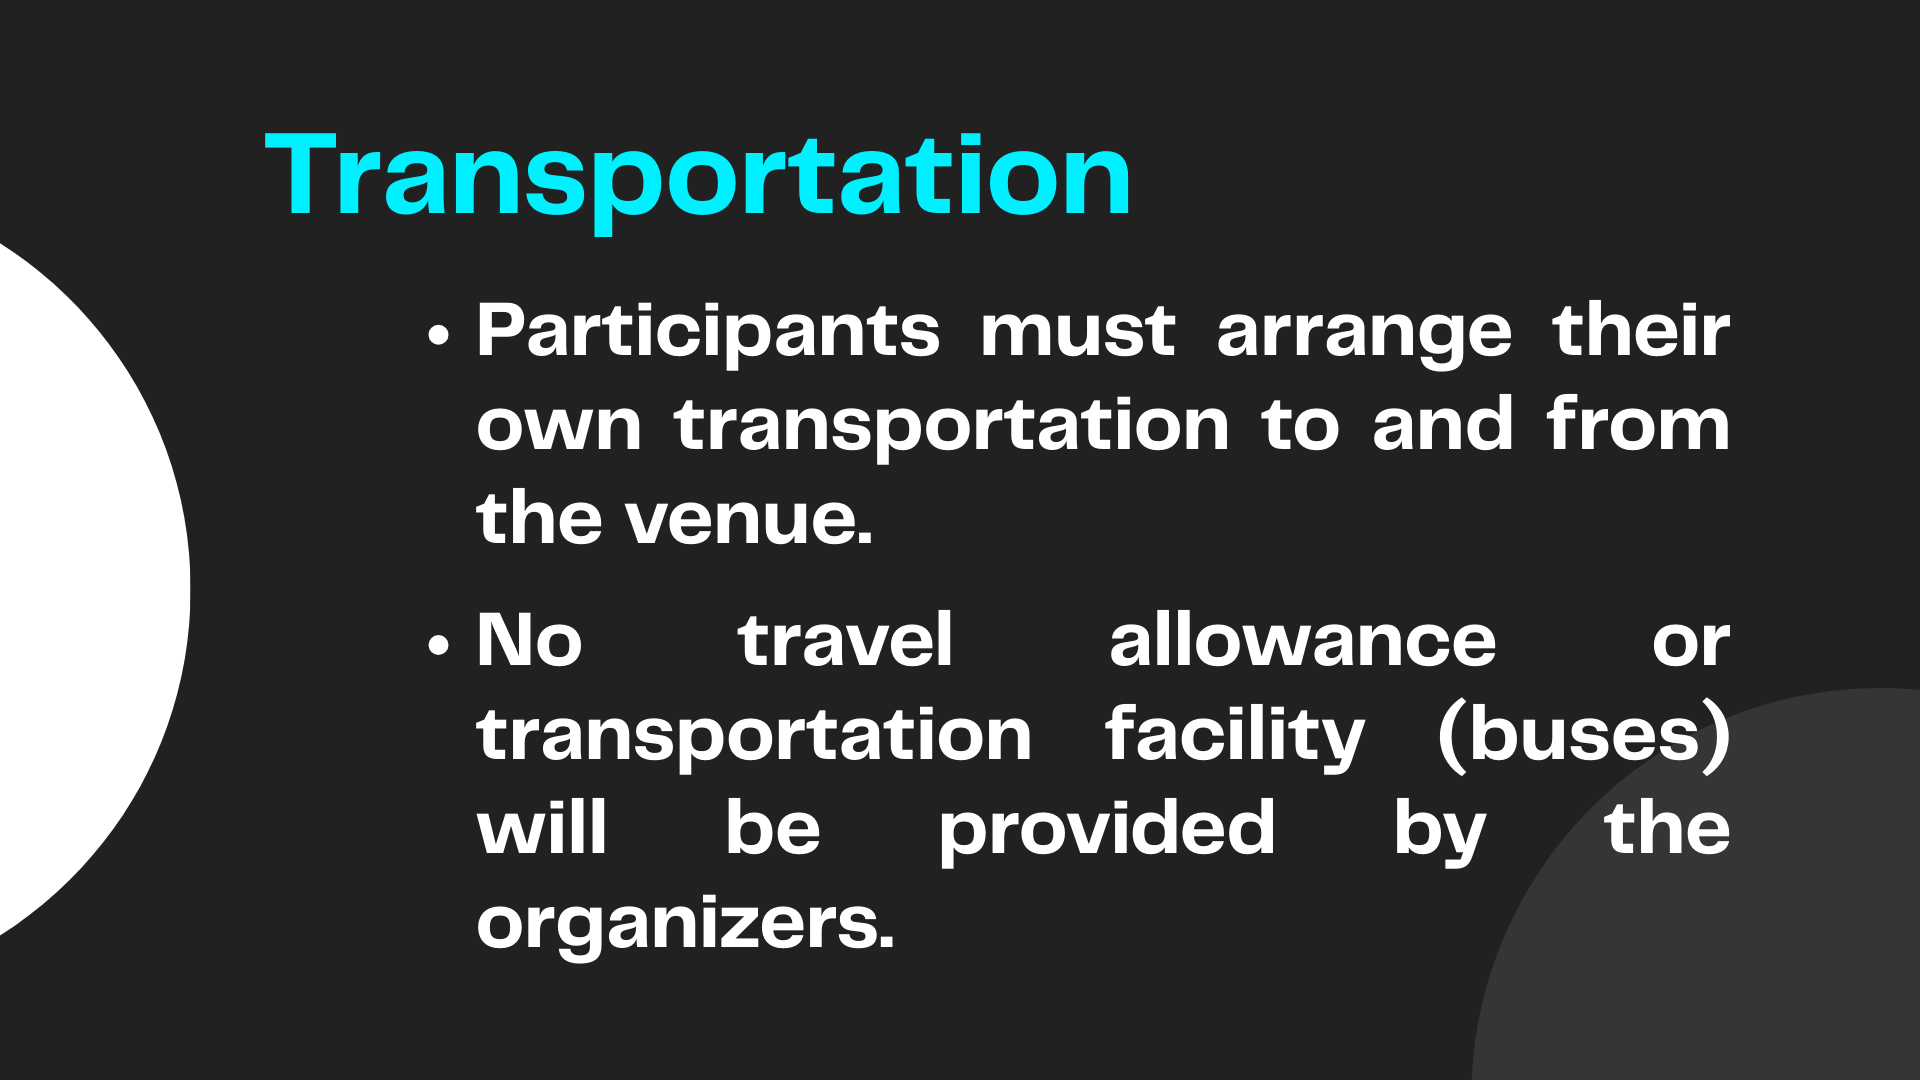 Transportation
• Participants must arrange their
own transportation to and from
the venue.
• No travel allowance or
transportation facility (buses)
will be provided by the
organizers.